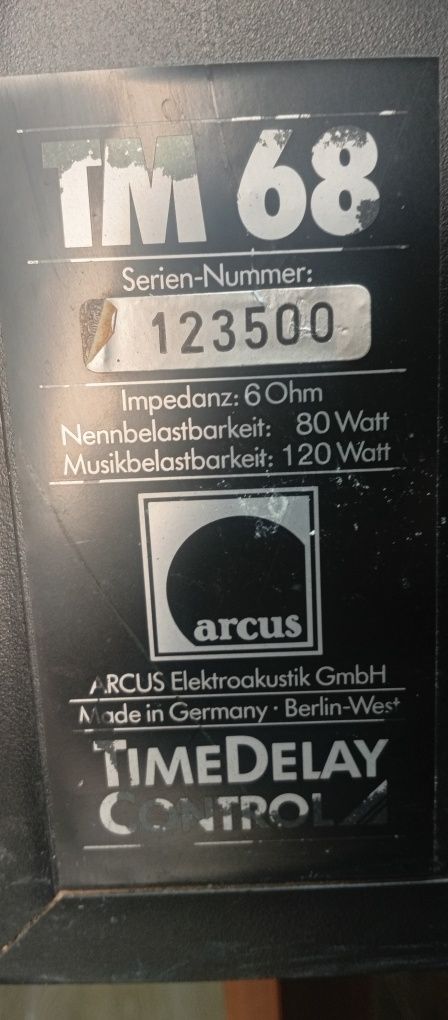 TM 68
Serien-Nummer:
123500
Impedanz: 6 Ohm
Nennbelastbarkeit: 80 Watt
Musikbelastbarkeit: 120 Watt
arcus
ARCUS Elektroakustik GmbH
Made in Germany · Berlin-West
TIMEDELAY
CONTROL